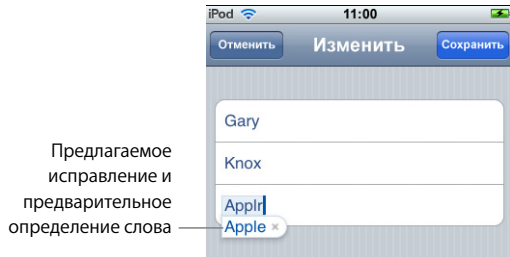 iPod 11:00
Отменить Изменить Сохранить
Gary
Knox
Applr
Apple ×
Предлагаемое
исправление и
предварительное
определение слова